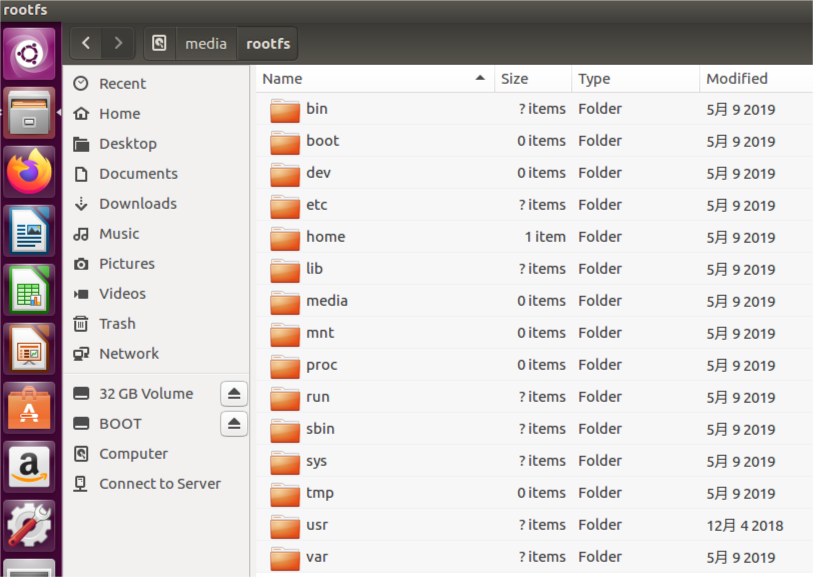 rootfs
media rootfs
Recent
Home
Desktop
Documents
Downloads
Music
Pictures
Videos
Trash
Network
32 GB Volume
BOOT
Computer
Connect to Server
Name Size Type Modified
bin ? items Folder 5月 9 2019
boot 0 items Folder 5月 9 2019
dev ? items Folder 5月 9 2019
etc ? items Folder 5月 9 2019
home 1 item Folder 5月 9 2019
lib ? items Folder 5月 9 2019
media 0 items Folder 5月 9 2019
mnt 0 items Folder 5月 9 2019
proc 0 items Folder 5月 9 2019
run ? items Folder 5月 9 2019
sbin ? items Folder 5月 9 2019
sys ? items Folder 5月 9 2019
tmp 0 items Folder 5月 9 2019
usr ? items Folder 12月 4 2018
var ? items Folder 5月 9 2019